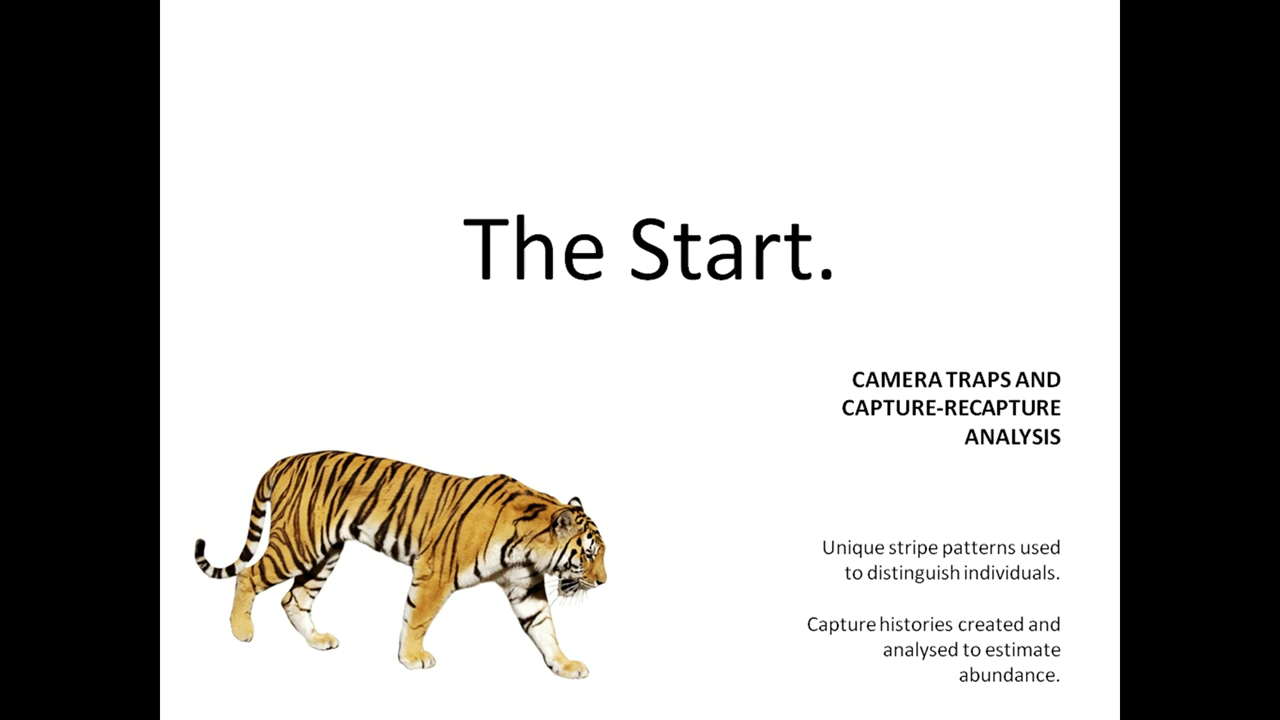 The Start.
CAMERA TRAPS AND
CAPTURE-RECAPTURE
ANALYSIS
Unique stripe patterns used
to distinguish individuals.
Capture histories created and
analysed to estimate
abundance.